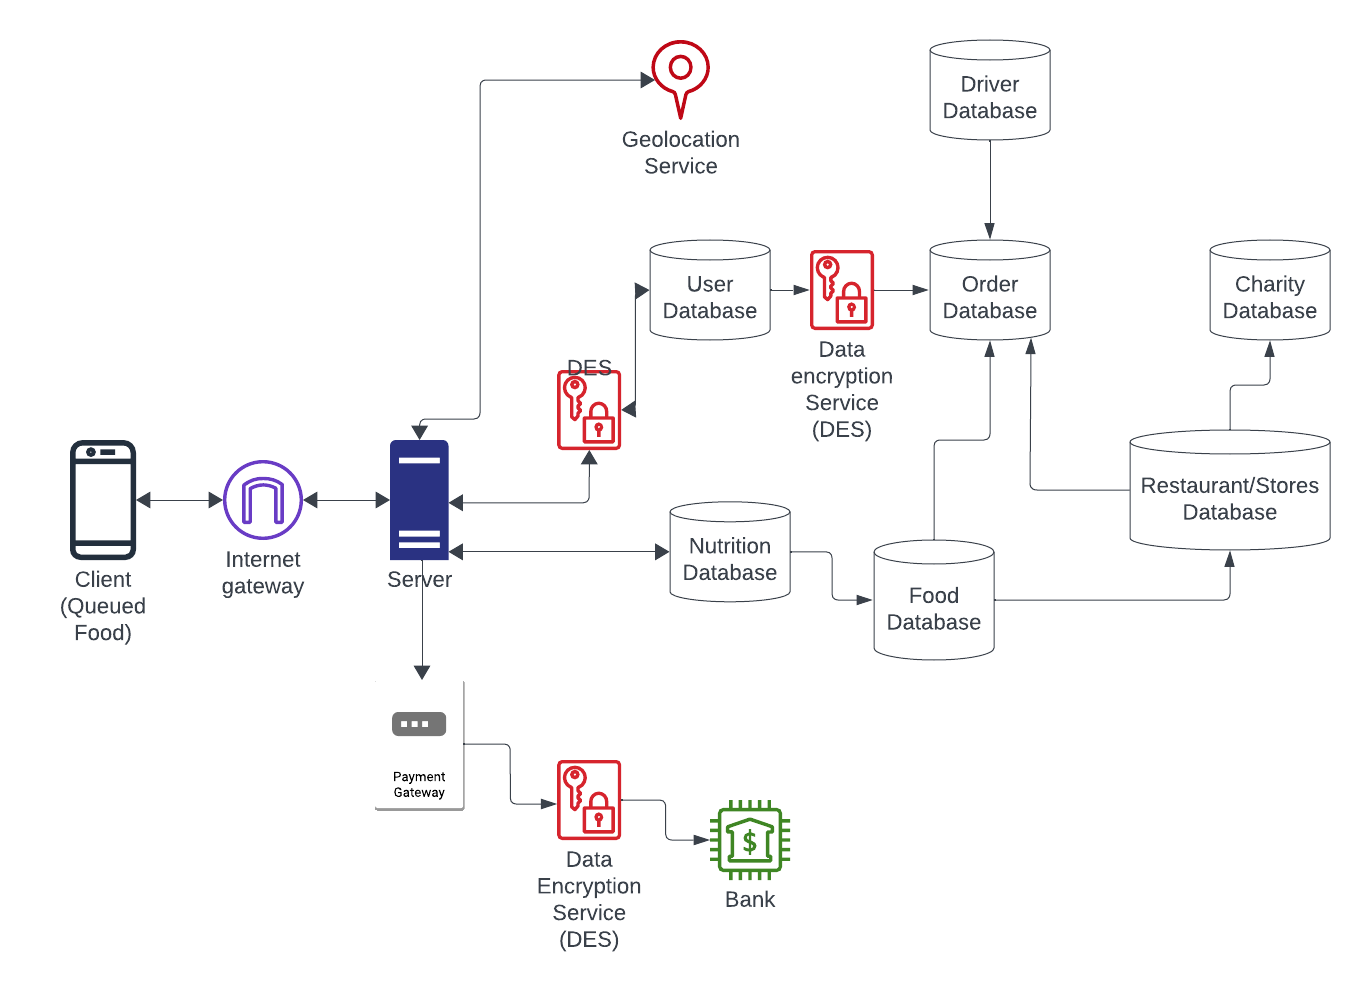 Driver
Database
Geolocation
Service
User
Database
Order
Database
Charity
Database
Data
encryption
Service
(DES)
DES
Restaurant/Stores
Database
Nutrition
Database
Internet
gateway
Server
Client
(Queued
Food)
Food
Database
Payment
Gateway
$
Data
Encryption
Service
(DES)
Bank